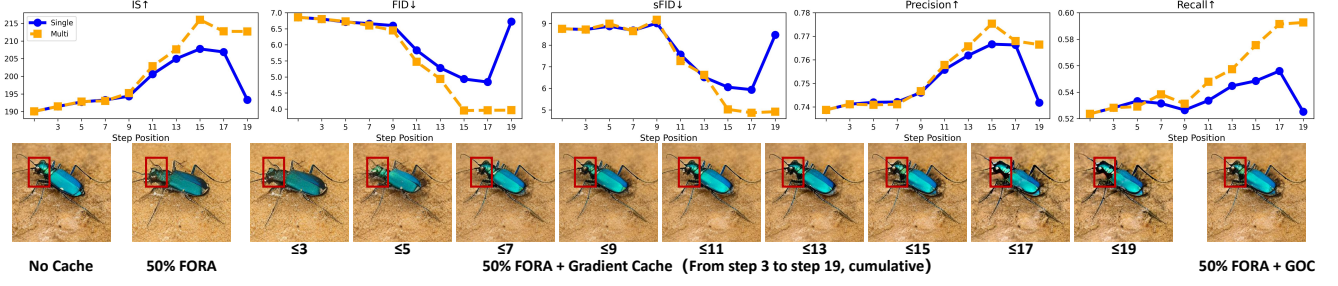 IS↑
215
210
205
200
195
190
Single
Multi
3 5 7 9 11 13 15 17 19
Step Position
FID↓
7.0
6.5
6.0
5.5
5.0
4.5
4.0
3 5 7 9 11 13 15 17 19
Step Position
sFID↓
9
8
7
6
5
3 5 7 9 11 13 15 17 19
Step Position
Precision↑
0.78
0.77
0.76
0.75
0.74
3 5 7 9 11 13 15 17 19
Step Position
Recall↑
0.60
0.58
0.56
0.54
0.52
3 5 7 9 11 13 15 17 19
Step Position
≤3 ≤5 ≤7 ≤9 ≤11 ≤13 ≤15 ≤17 ≤19
No Cache 50% FORA 50% FORA + Gradient Cache (From step 3 to step 19, cumulative) 50% FORA + GOC